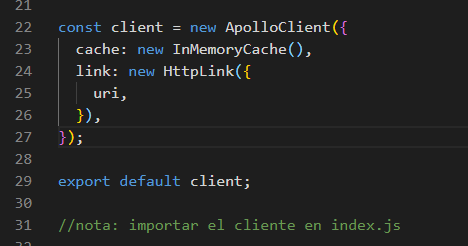 21
22 const client = new ApolloClient({
23   cache: new InMemoryCache(),
24   link: new HttpLink({
25     uri,
26   }),
27 });
28
29 export default client;
30
31 //nota: importar el cliente en index.js